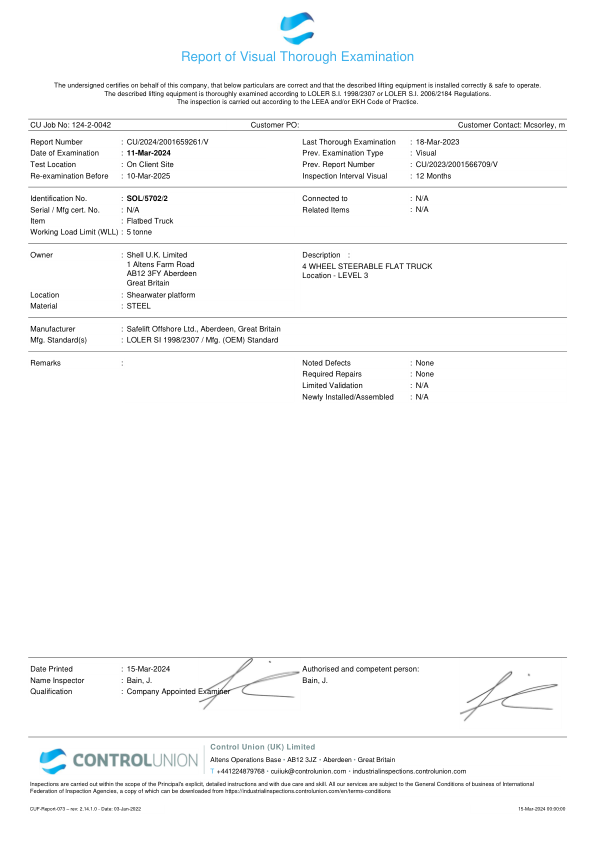 Report of Visual Thorough Examination
The undersigned certifies on behalf of this company, that below particulars are correct and that the described lifting equipment is installed correctly & safe to operate.
The described lifting equipment is thoroughly examined according to LOLER S.I. 1998/2307 or LOLER S.I. 2006/2184 Regulations.
The inspection is carried out according to the LEEA and/or EKH Code of Practice.
CU Job No: 124-2-0042 Customer PO: Customer Contact: Mcsorley, m
Report Number : CU/2024/2001659261/V Last Thorough Examination : 18-Mar-2023
Date of Examination : 11-Mar-2024 Prev. Examination Type : Visual
Test Location : On Client Site Prev. Report Number : CU/2023/2001566709/V
Re-examination Before : 10-Mar-2025 Inspection Interval Visual : 12 Months
Identification No. : SOL/5702/2 Connected to : N/A
Serial / Mfg cert. No. : N/A Related Items : N/A
Item : Flatbed Truck
Working Load Limit (WLL) : 5 tonne
Owner : Shell U.K. Limited Description :
1 Altens Farm Road 4 WHEEL STEERABLE FLAT TRUCK
AB12 3FY Aberdeen Location - LEVEL 3
Great Britain
Location : Shearwater platform
Material : STEEL
Manufacturer : Safelift Offshore Ltd., Aberdeen, Great Britain
Mfg. Standard(s) : LOLER SI 1998/2307 / Mfg. (OEM) Standard
Remarks : Noted Defects : None
Required Repairs : None
Limited Validation : N/A
Newly Installed/Assembled : N/A
Date Printed : 15-Mar-2024 Authorised and competent person:
Name Inspector : Bain, J. Bain, J.
Qualification : Company Appointed Examiner
CONTROLUNION
Control Union (UK) Limited
Altens Operations Base · AB12 3JZ · Aberdeen · Great Britain
T +441224879768 · cuiiuk@controlunion.com · industrialinspections.controlunion.com
Inspections are carried out within the scope of the Principal's explicit, detailed instructions and with due care and skill. All our services are subject to the General Conditions of business of International
Federation of Inspection Agencies, a copy of which can be downloaded from https://industrialinspections.controlunion.com/en/terms-conditions
CUF-Report-073 – rev: 2.14.1.0 - Date: 03-Jun-2022 15-Mar-2024 00:00:00